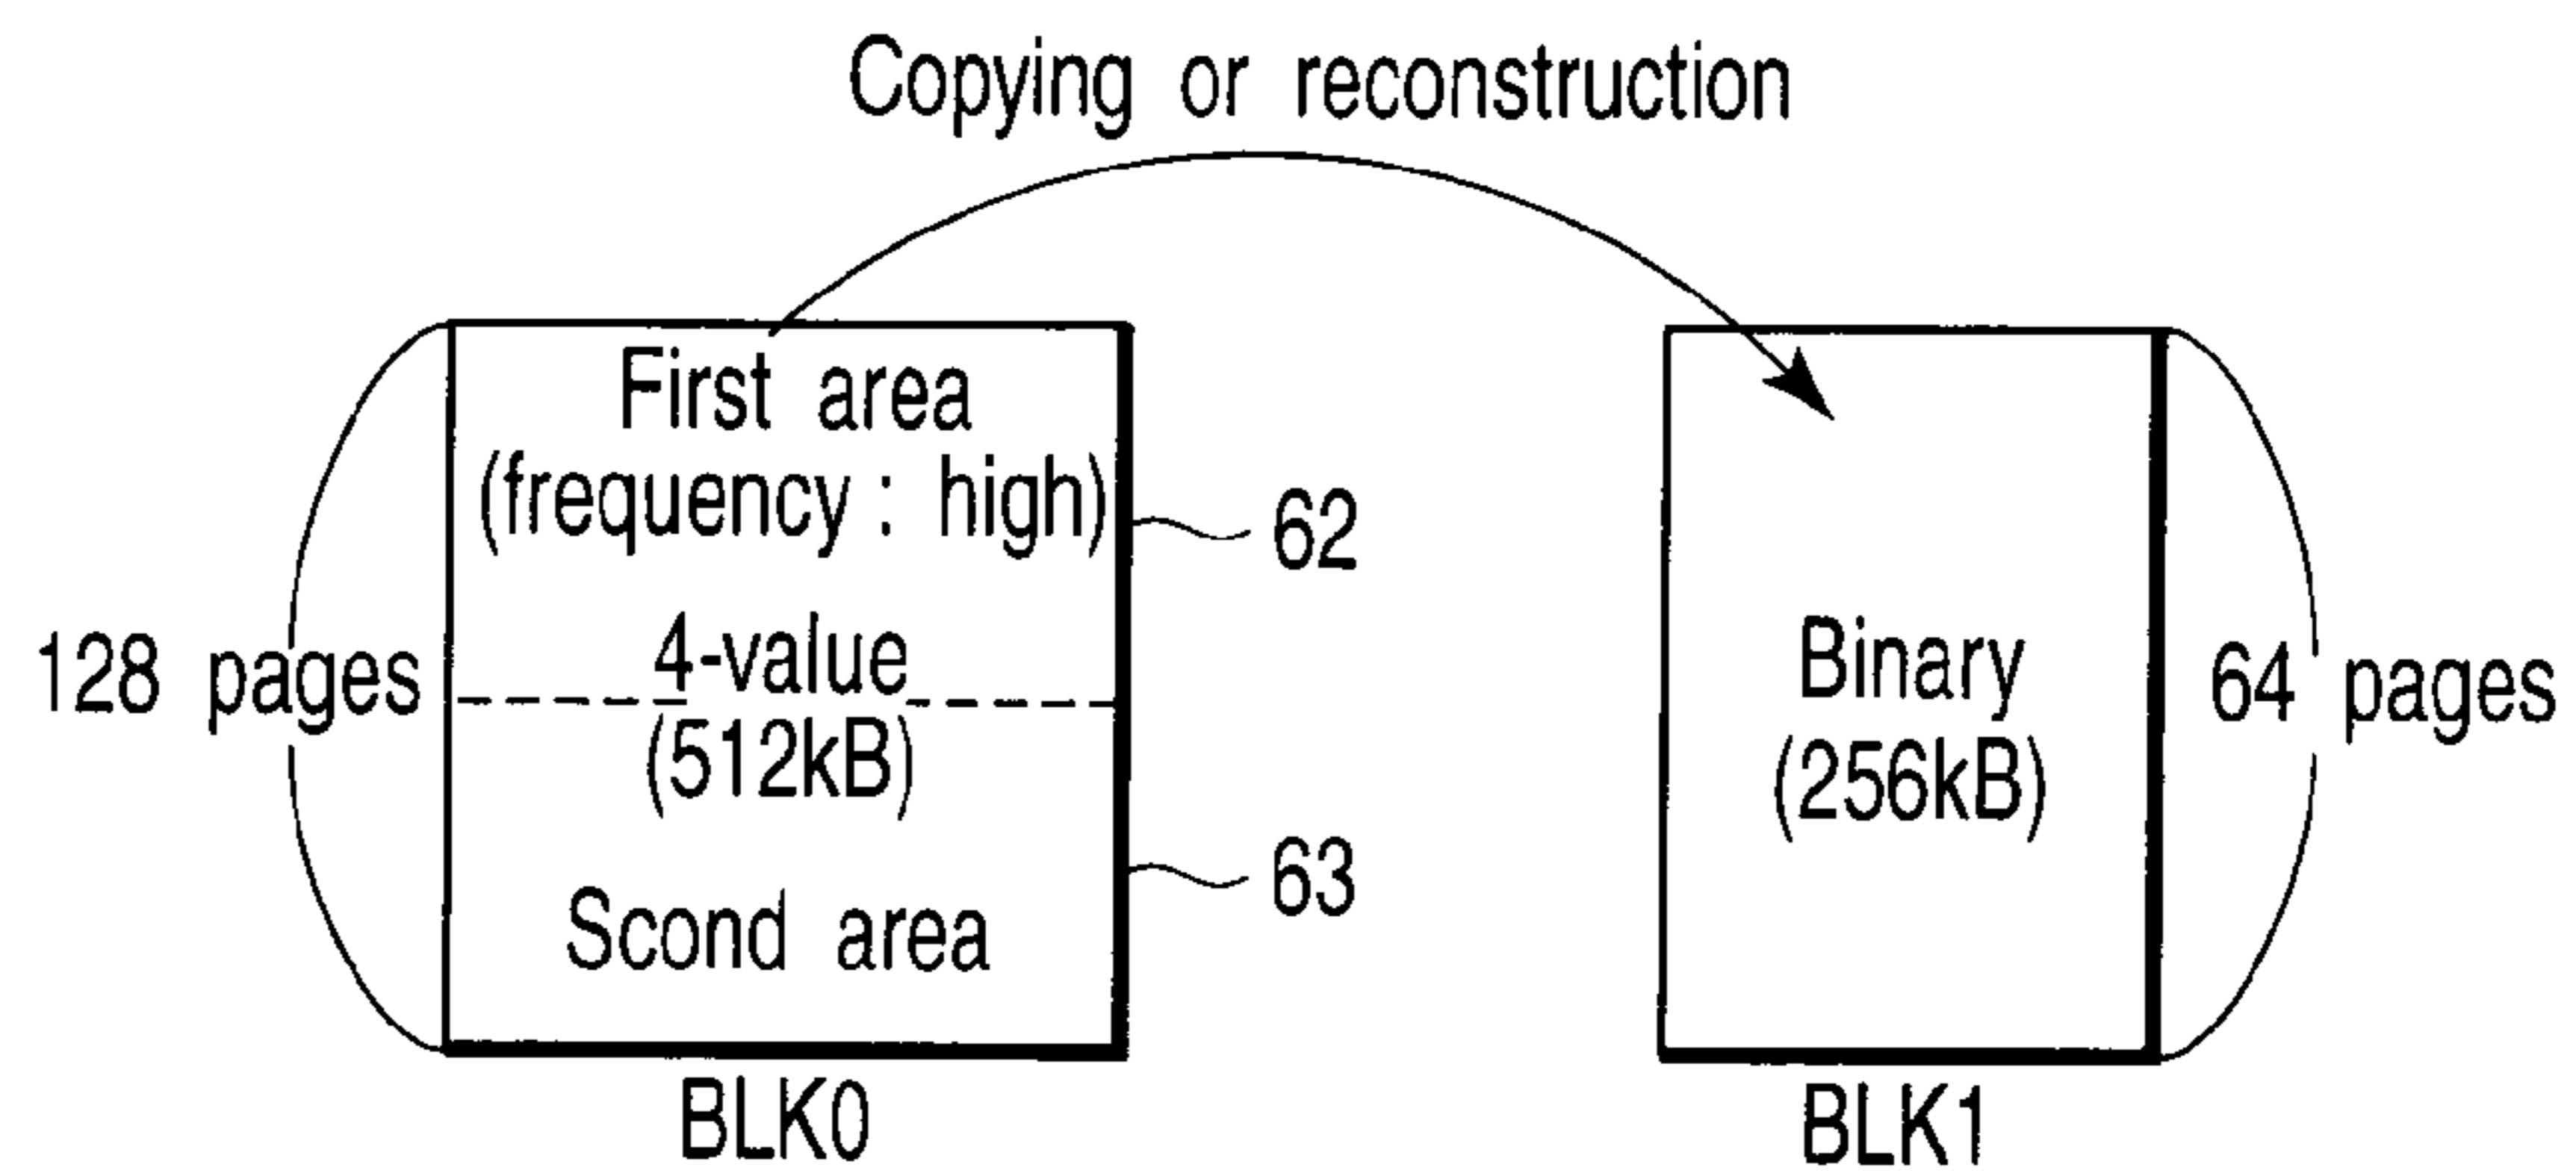 Copying or reconstruction
First area
(frequency : high)
62
128 pages
4-value
(512kB)
63
Scond area
BLK0
Binary
(256kB)
64 pages
BLK1